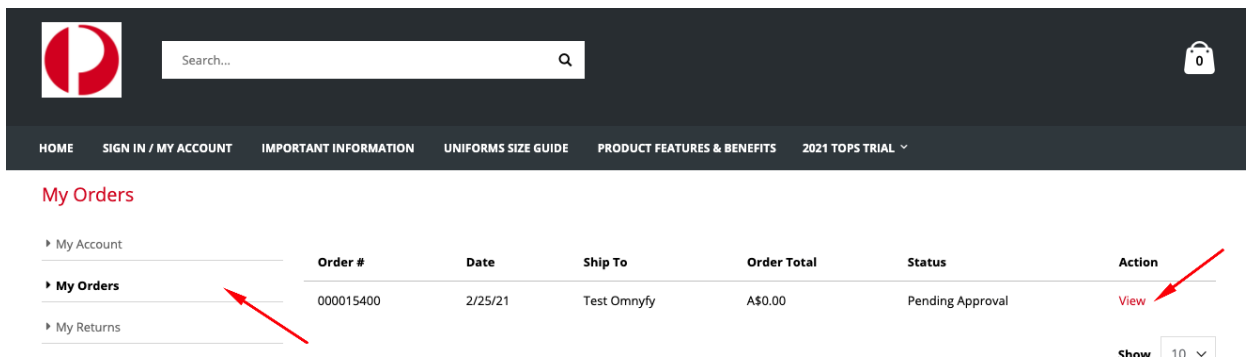 Search...
0
HOME SIGN IN / MY ACCOUNT IMPORTANT INFORMATION UNIFORMS SIZE GUIDE PRODUCT FEATURES & BENEFITS 2021 TOPS TRIAL
My Orders
My Account
Order # Date Ship To Order Total Status Action
My Orders
000015400 2/25/21 Test Omnyfy A$0.00 Pending Approval View
My Returns
Show 10